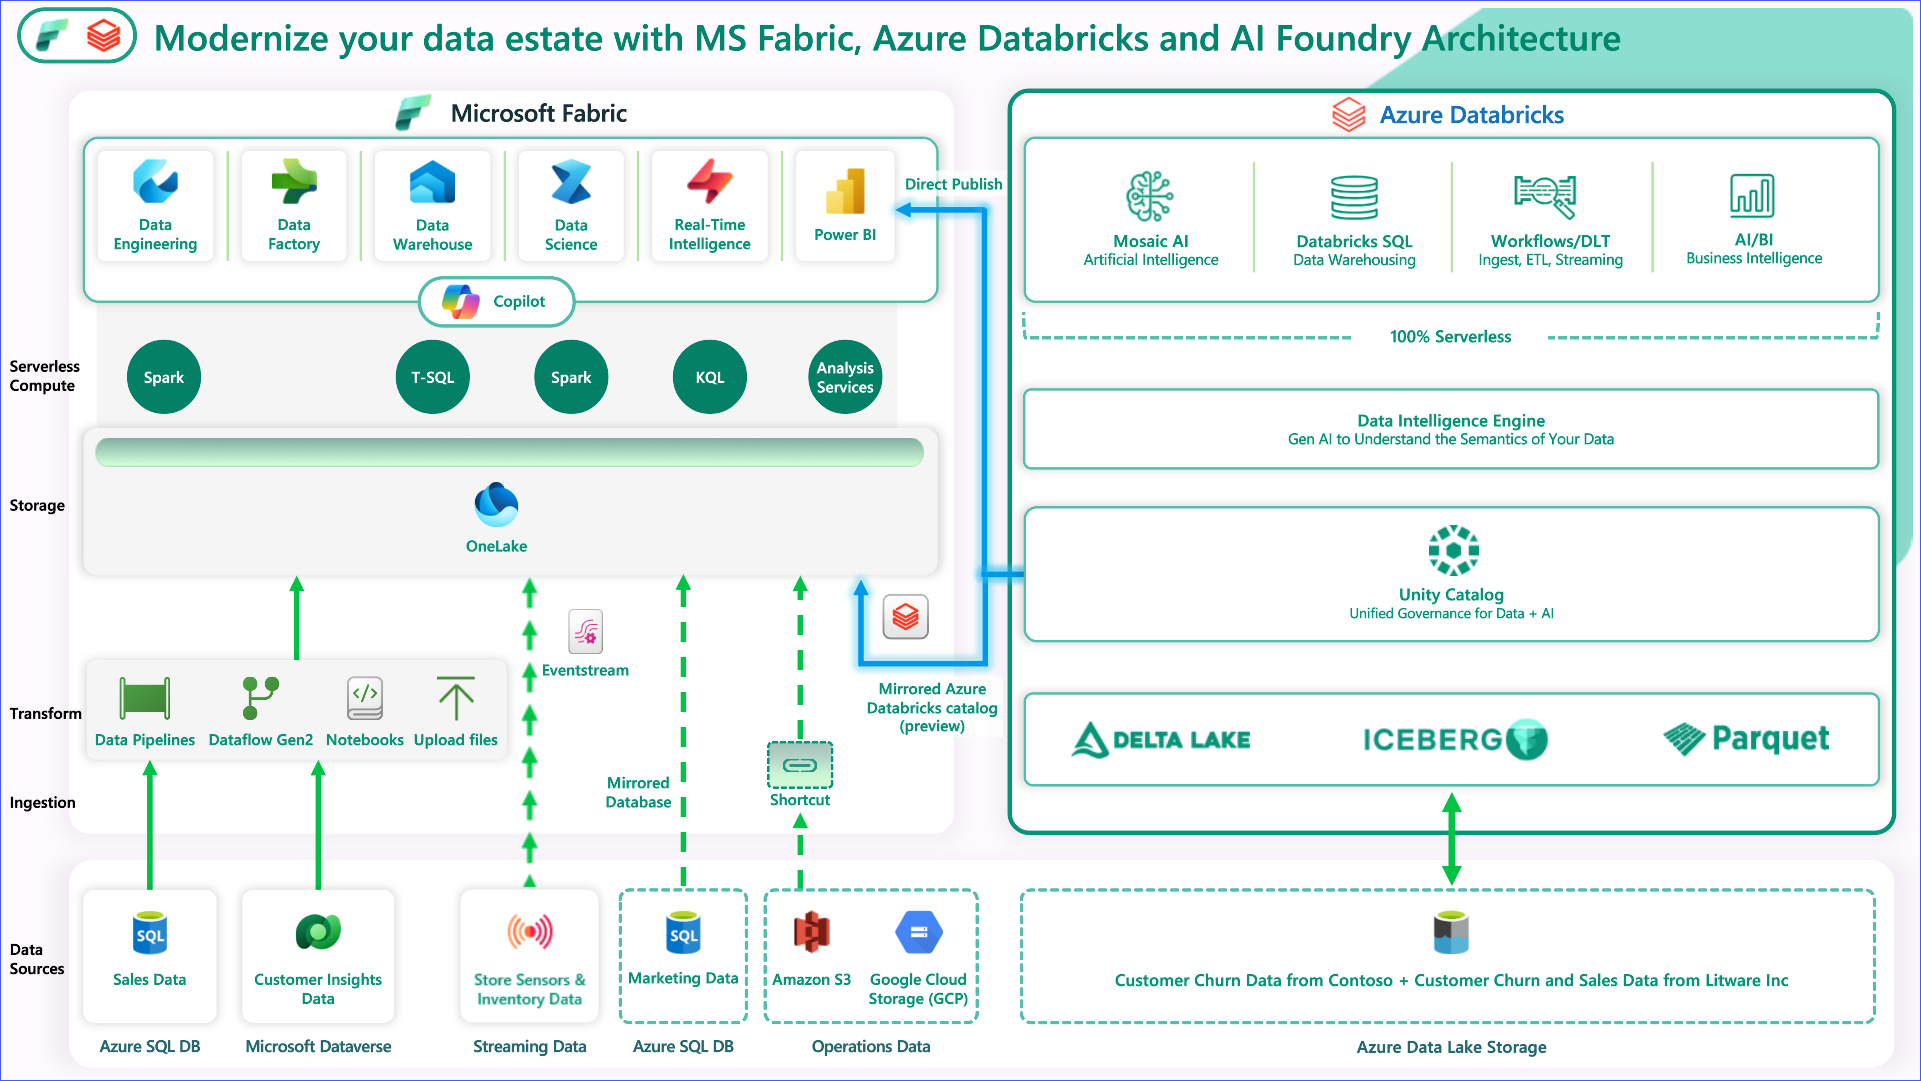 Modernize your data estate with MS Fabric, Azure Databricks and AI Foundry Architecture
Microsoft Fabric
Data
Engineering
Data
Factory
Data
Warehouse
Data
Science
Real-Time
Intelligence
Power BI
Copilot
Direct Publish
Serverless
Compute
Spark
T-SQL
Spark
KQL
Analysis
Services
Storage
OneLake
Eventstream
Transform
Data Pipelines
Dataflow Gen2
Notebooks
Upload files
Mirrored Azure
Databricks catalog
(preview)
Ingestion
Mirrored
Database
Shortcut
Azure Databricks
Mosaic AI
Artificial Intelligence
Databricks SQL
Data Warehousing
Workflows/DLT
Ingest, ETL, Streaming
AI/BI
Business Intelligence
100% Serverless
Data Intelligence Engine
Gen AI to Understand the Semantics of Your Data
Unity Catalog
Unified Governance for Data + AI
DELTA LAKE
ICEBERG
Parquet
Data
Sources
SQL
Sales Data
Azure SQL DB
Customer Insights
Data
Microsoft Dataverse
Store Sensors &
Inventory Data
Streaming Data
SQL
Marketing Data
Azure SQL DB
Amazon S3
Google Cloud
Storage (GCP)
Operations Data
Customer Churn Data from Contoso + Customer Churn and Sales Data from Litware Inc
Azure Data Lake Storage